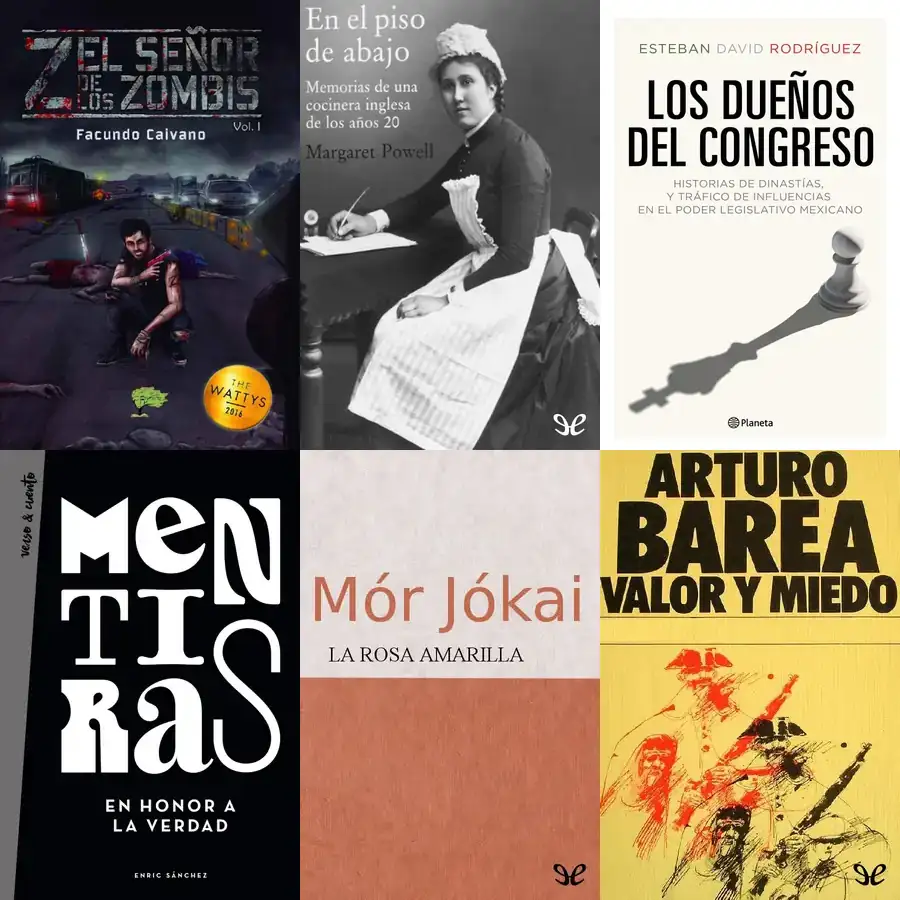 Z EL SEÑOR
DE LOS ZOMBIS
Vol. I
Facundo Caivano
THE
WATTYS
2016
En el piso
de abajo
Memorias de una
cocinera inglesa
de los años 20
Margaret Powell
ESTEBAN DAVID RODRÍGUEZ
LOS DUEÑOS
DEL CONGRESO
HISTORIAS DE DINASTÍAS,
Y TRÁFICO DE INFLUENCIAS
EN EL PODER LEGISLATIVO MEXICANO
Planeta
verso & cuento
MeN
TI
RaS
EN HONOR A
LA VERDAD
ENRIC SÁNCHEZ
Mór Jókai
LA ROSA AMARILLA
ARTURO
BAREA
VALOR Y MIEDO